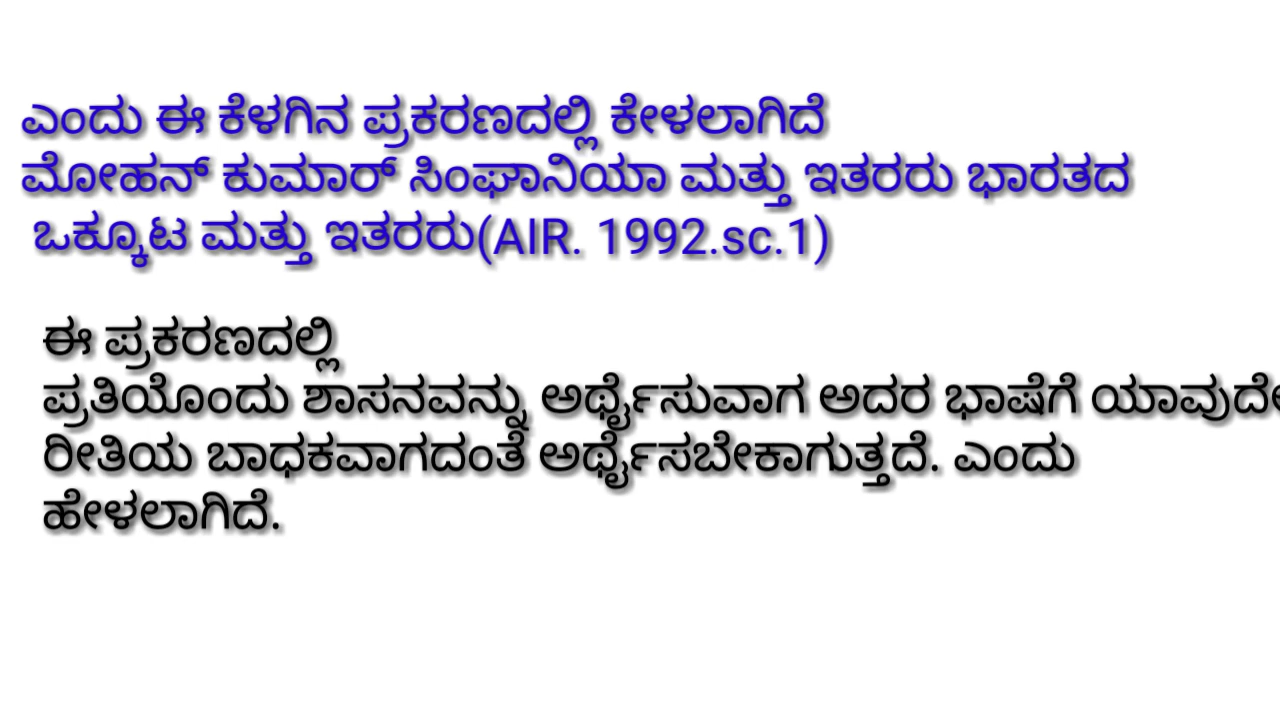 ಎಂದು ಈ ಕೆಳಗಿನ ಪ್ರಕರಣದಲ್ಲಿ ಕೇಳಲಾಗಿದೆ
ಮೋಹನ್ ಕುಮಾರ್ ಸಿಂಘಾನಿಯಾ ಮತ್ತು ಇತರರು ಭಾರತದ
ಒಕ್ಕೂಟ ಮತ್ತು ಇತರರು(AIR. 1992.sc.1)
ಈ ಪ್ರಕರಣದಲ್ಲಿ
ಪ್ರತಿಯೊಂದು ಶಾಸನವನ್ನು ಅರ್ಥೈಸುವಾಗ ಅದರ ಭಾಷೆಗೆ ಯಾವುದೇ
ರೀತಿಯ ಬಾಧಕವಾಗದಂತೆ ಅರ್ಥೈಸಬೇಕಾಗುತ್ತದೆ. ಎಂದು
ಹೇಳಲಾಗಿದೆ.